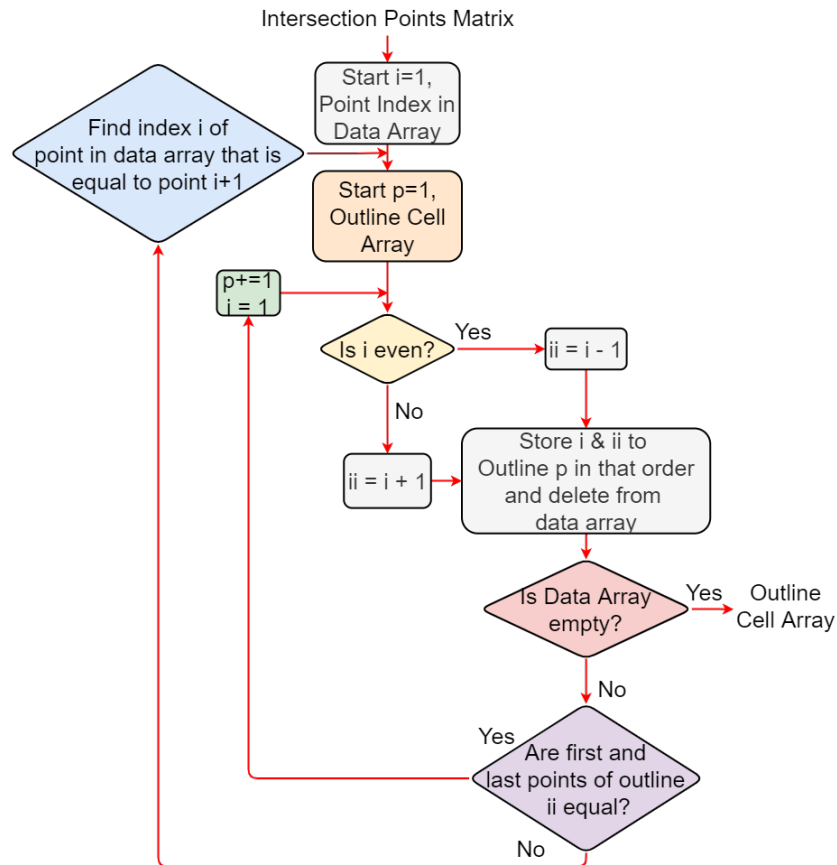 Intersection Points Matrix
Start i=1,
Point Index in
Data Array
Find index i of
point in data array that is
equal to point i+1
Start p=1,
Outline Cell
Array
p+=1
i = 1
Is i even?
Yes
ii = i - 1
No
ii = i + 1
Store i & ii to
Outline p in that order
and delete from
data array
Is Data Array
empty?
Yes
Outline
Cell Array
No
Yes
Are first and
last points of outline
ii equal?
No